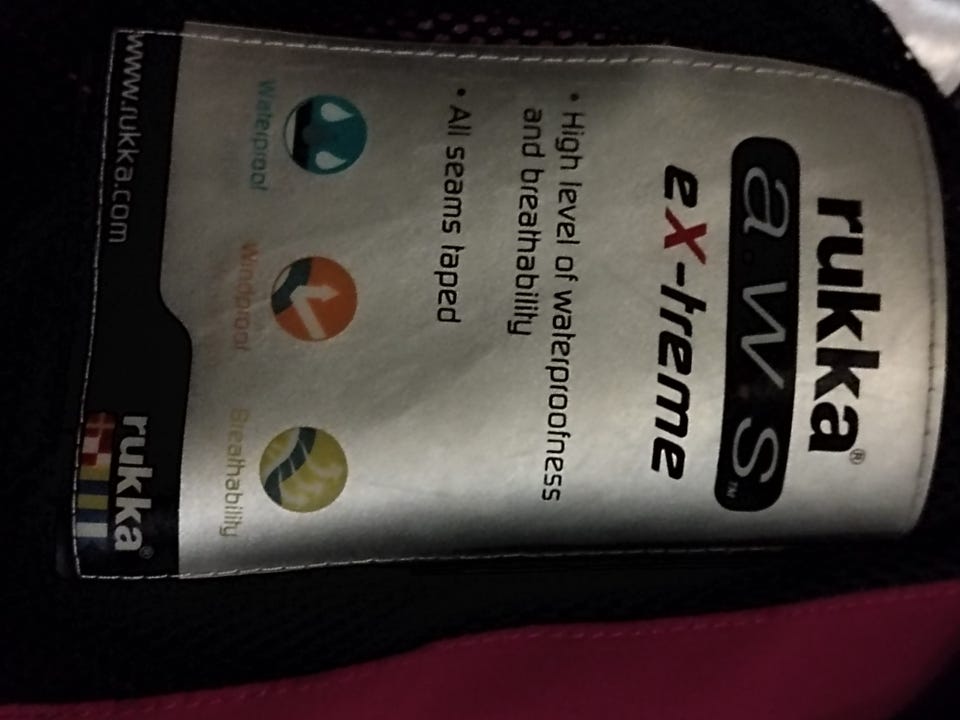 rukka®
a.w.s™
ex-treme
• High level of waterproofness
and breathability
• All seams taped
Waterproof
Windproof
Breathability
www.rukka.com
rukka®